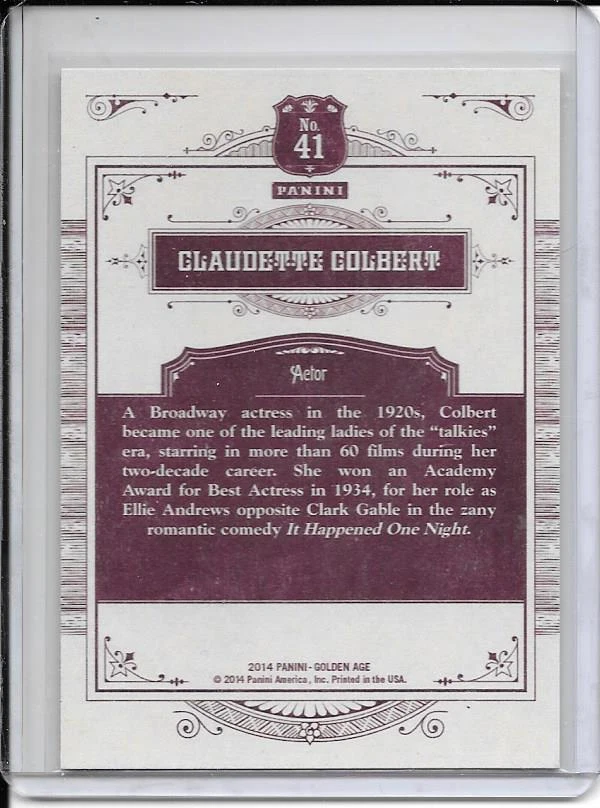 No.
41
PANINI
CLAUDETTE COLBERT
Actor
A Broadway actress in the 1920s, Colbert
became one of the leading ladies of the “talkies”
era, starring in more than 60 films during her
two-decade career. She won an Academy
Award for Best Actress in 1934, for her role as
Ellie Andrews opposite Clark Gable in the zany
romantic comedy It Happened One Night.
2014 PANINI - GOLDEN AGE
© 2014 Panini America, Inc. Printed in the USA.